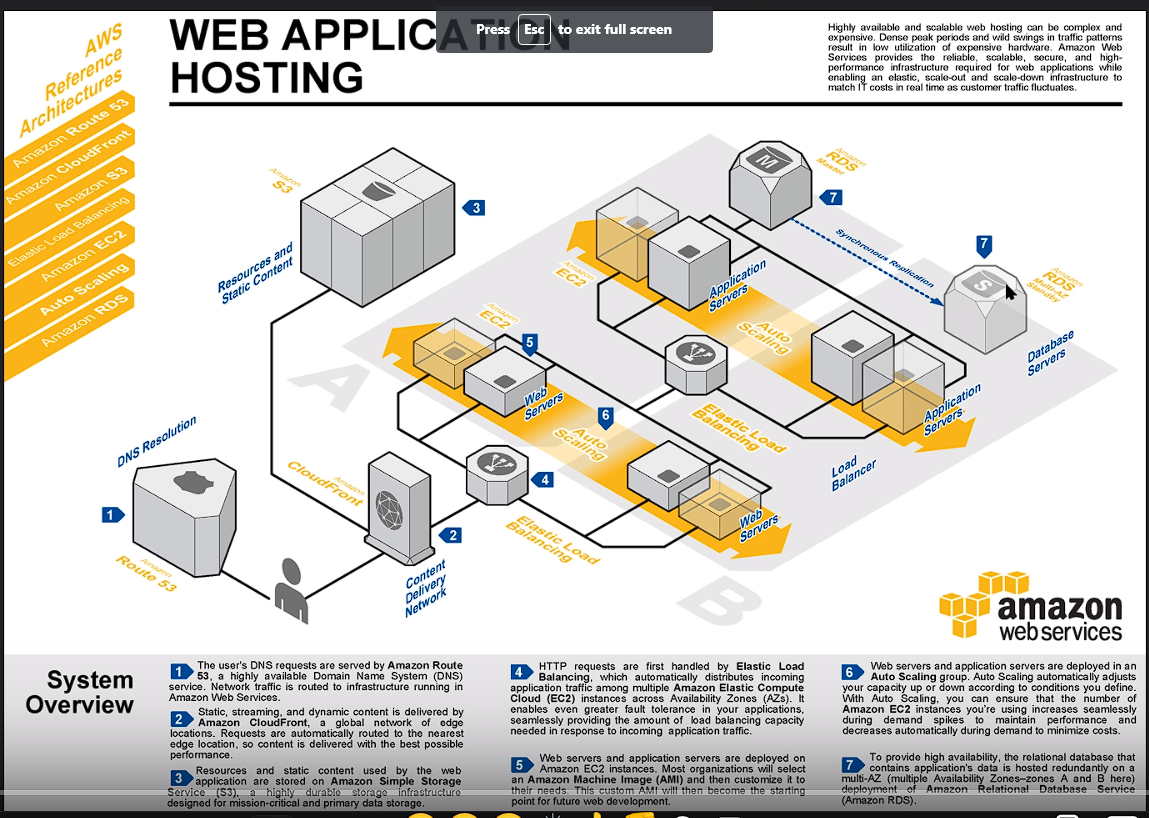 Press Esc to exit full screen
AWS
Reference
Architectures
Amazon Route 53
Amazon CloudFront
Amazon S3
Elastic Load Balancing
Amazon EC2
Auto Scaling
Amazon RDS
WEB APPLICATION
HOSTING
Highly available and scalable web hosting can be complex and
expensive. Dense peak periods and wild swings in traffic patterns
result in low utilization of expensive hardware. Amazon Web
Services provides the reliable, scalable, secure, and high-
performance infrastructure required for web applications while
enabling an elastic, scale-out and scale-down infrastructure to
match IT costs in real time as customer traffic fluctuates.
Amazon
S3
3
Resources and
Static Content
M
Amazon
RDS
Master
7
Synchronous Replication
7
S
Amazon
RDS
Multi-AZ
Standby
Database
Servers
Amazon
EC2
Application
Servers
Auto
Scaling
Application
Servers
Elastic Load
Balancing
Load
Balancer
Amazon
EC2
5
Web
Servers
6
Auto
Scaling
Web
Servers
A
B
4
Elastic Load
Balancing
DNS Resolution
1
Amazon
Route 53
Amazon
CloudFront
2
Content
Delivery
Network
amazon
web services
System
Overview
1 The user's DNS requests are served by Amazon Route
53, a highly available Domain Name System (DNS)
service. Network traffic is routed to infrastructure running in
Amazon Web Services.
2 Static, streaming, and dynamic content is delivered by
Amazon CloudFront, a global network of edge
locations. Requests are automatically routed to the nearest
edge location, so content is delivered with the best possible
performance.
3 Resources and static content used by the web
application are stored on Amazon Simple Storage
Service (S3), a highly durable storage infrastructure
designed for mission-critical and primary data storage.
4 HTTP requests are first handled by Elastic Load
Balancing, which automatically distributes incoming
application traffic among multiple Amazon Elastic Compute
Cloud (EC2) instances across Availability Zones (AZs). It
enables even greater fault tolerance in your applications,
seamlessly providing the amount of load balancing capacity
needed in response to incoming application traffic.
5 Web servers and application servers are deployed on
Amazon EC2 instances. Most organizations will select
an Amazon Machine Image (AMI) and then customize it to
their needs. This custom AMI will then become the starting
point for future web development.
6 Web servers and application servers are deployed in an
Auto Scaling group. Auto Scaling automatically adjusts
your capacity up or down according to conditions you define.
With Auto Scaling, you can ensure that the number of
Amazon EC2 instances you're using increases seamlessly
during demand spikes to maintain performance and
decreases automatically during demand to minimize costs.
7 To provide high availability, the relational database that
contains application's data is hosted redundantly on a
multi-AZ (multiple Availability Zones–zones A and B here)
deployment of Amazon Relational Database Service
(Amazon RDS).